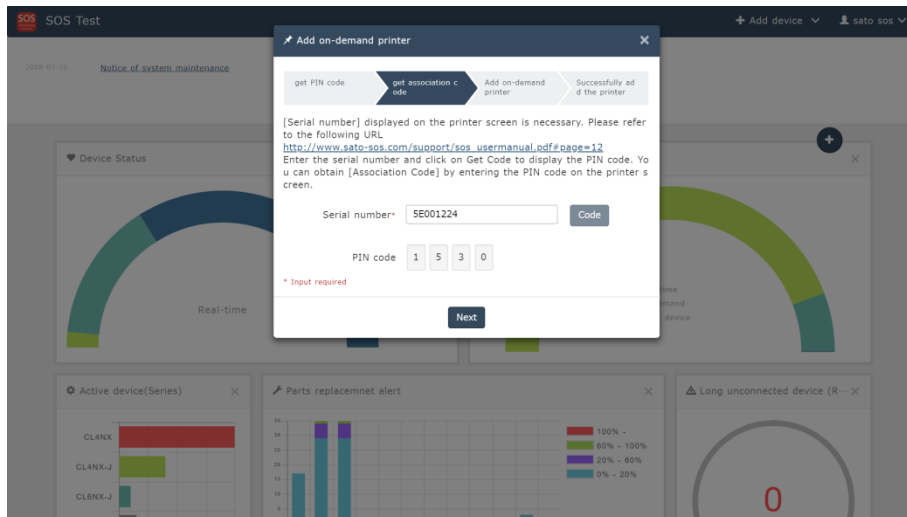 SOS
SOS Test
Add device
sato sos
2018-07-31
Notice of system maintenance
Add on-demand printer
get PIN code
get association c
ode
Add on-demand
printer
Successfully ad
d the printer
[Serial number] displayed on the printer screen is necessary. Please refer
to the following URL
http://www.sato-sos.com/support/sos_usermanual.pdf#page=12
Enter the serial number and click on Get Code to display the PIN code. Yo
u can obtain [Association Code] by entering the PIN code on the printer s
creen.
Serial number*
5E001224
Code
PIN code
1 5 3 0
* Input required
Next
Device Status
Real-time
time
emand
device
Active device(Series)
CL4NX
CL4NX-J
CL6NX-J
Parts replacemnet alert
100% -
60% - 100%
20% - 60%
0% - 20%
Long unconnected device (R...
0